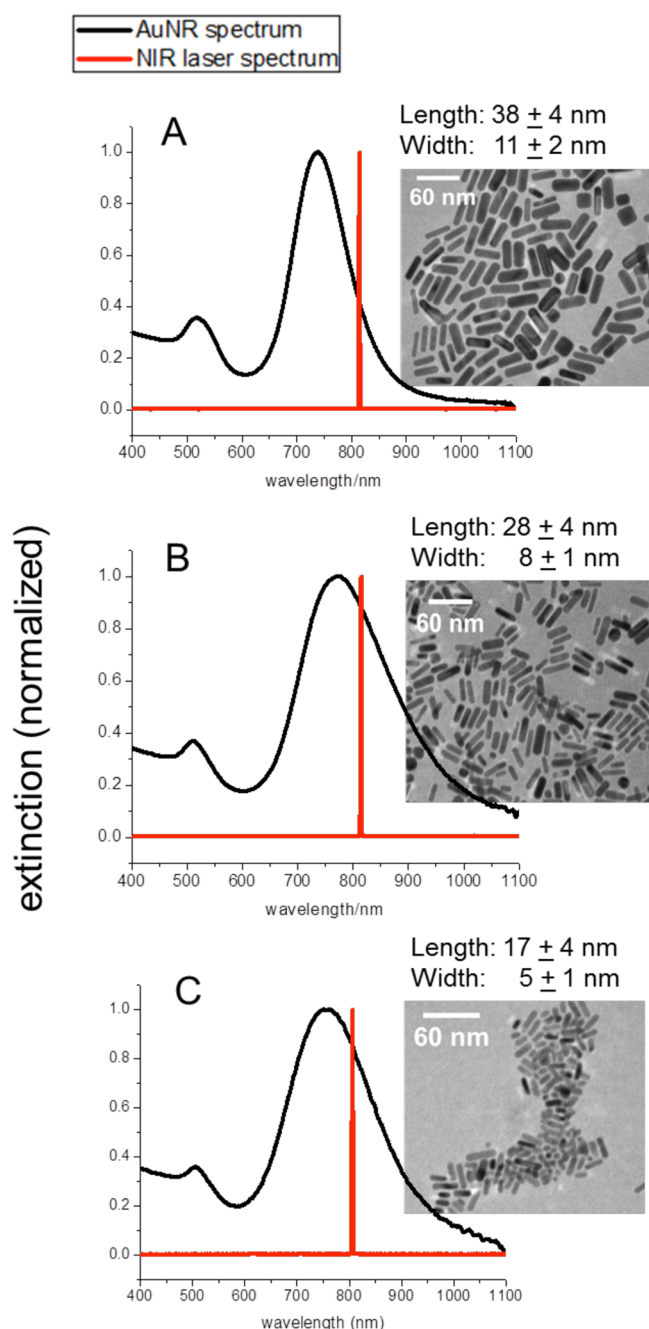 AuNR spectrum
NIR laser spectrum
A
Length: 38 ± 4 nm
Width: 11 ± 2 nm
60 nm
1.0
0.8
0.6
0.4
0.2
0.0
400 500 600 700 800 900 1000 1100
wavelength/nm
extinction (normalized)
B
Length: 28 ± 4 nm
Width: 8 ± 1 nm
60 nm
1.0
0.8
0.6
0.4
0.2
0.0
400 500 600 700 800 900 1000 1100
wavelength/nm
C
Length: 17 ± 4 nm
Width: 5 ± 1 nm
60 nm
1.0
0.8
0.6
0.4
0.2
0.0
400 500 600 700 800 900 1000 1100
wavelength (nm)